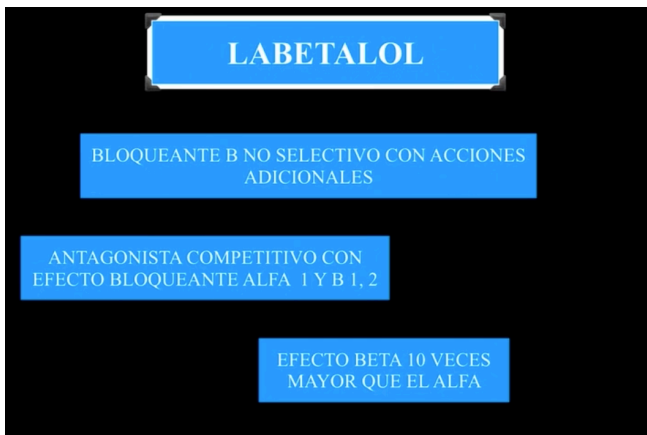 LABETALOL
BLOQUEANTE B NO SELECTIVO CON ACCIONES
ADICIONALES
ANTAGONISTA COMPETITIVO CON
EFECTO BLOQUEANTE ALFA 1 Y B 1, 2
EFECTO BETA 10 VECES
MAYOR QUE EL ALFA